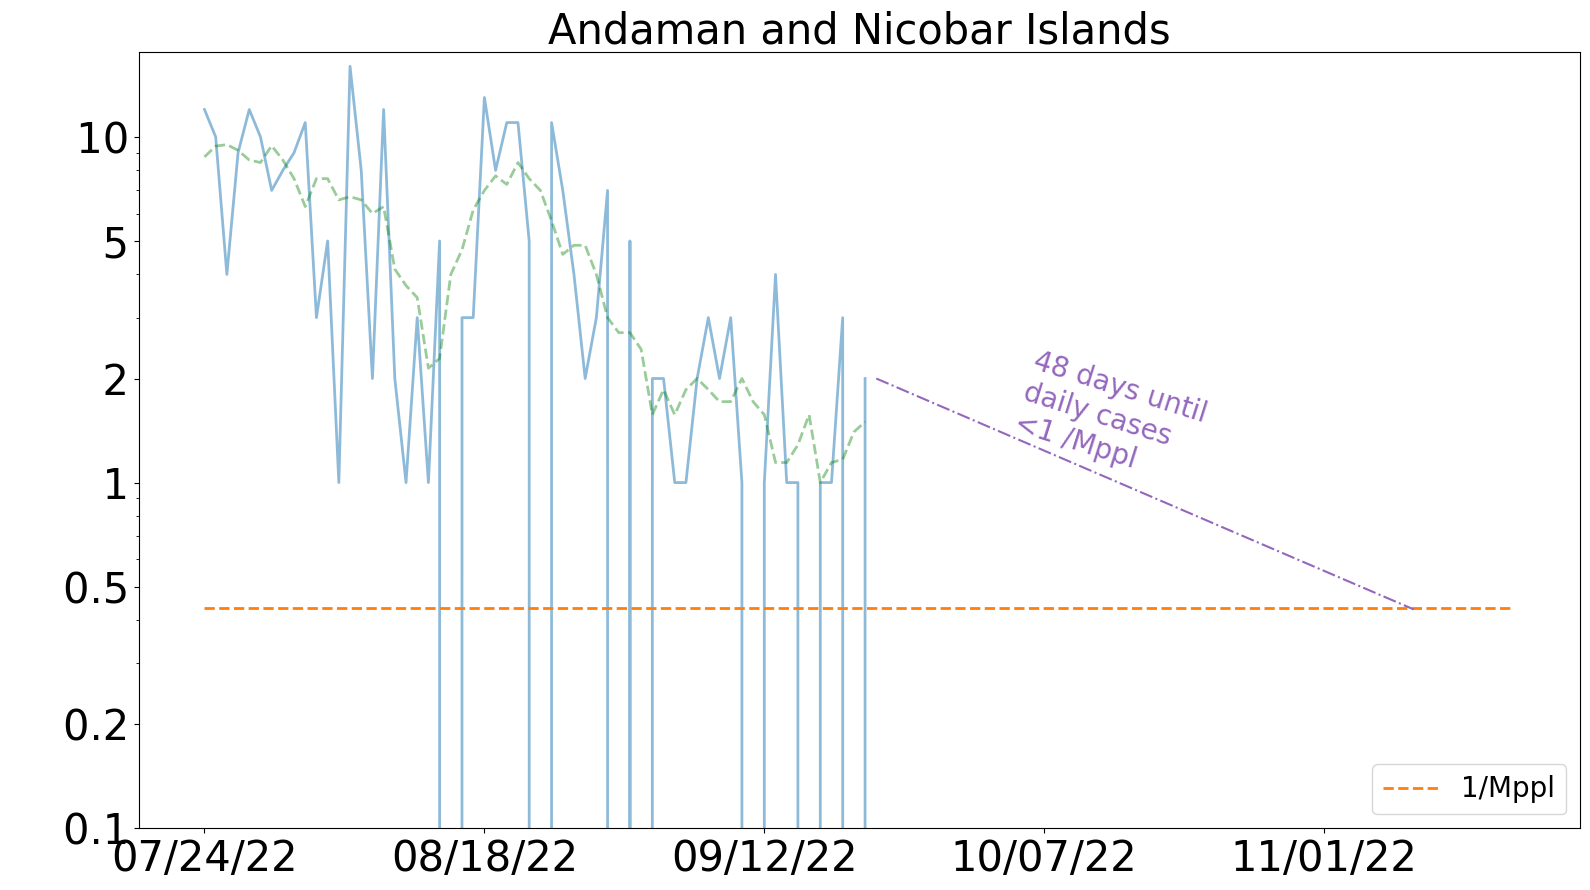 Andaman and Nicobar Islands
10
5
2
1
0.5
0.2
0.1
48 days until
daily cases
<1 /Mppl
1/Mppl
07/24/22
08/18/22
09/12/22
10/07/22
11/01/22